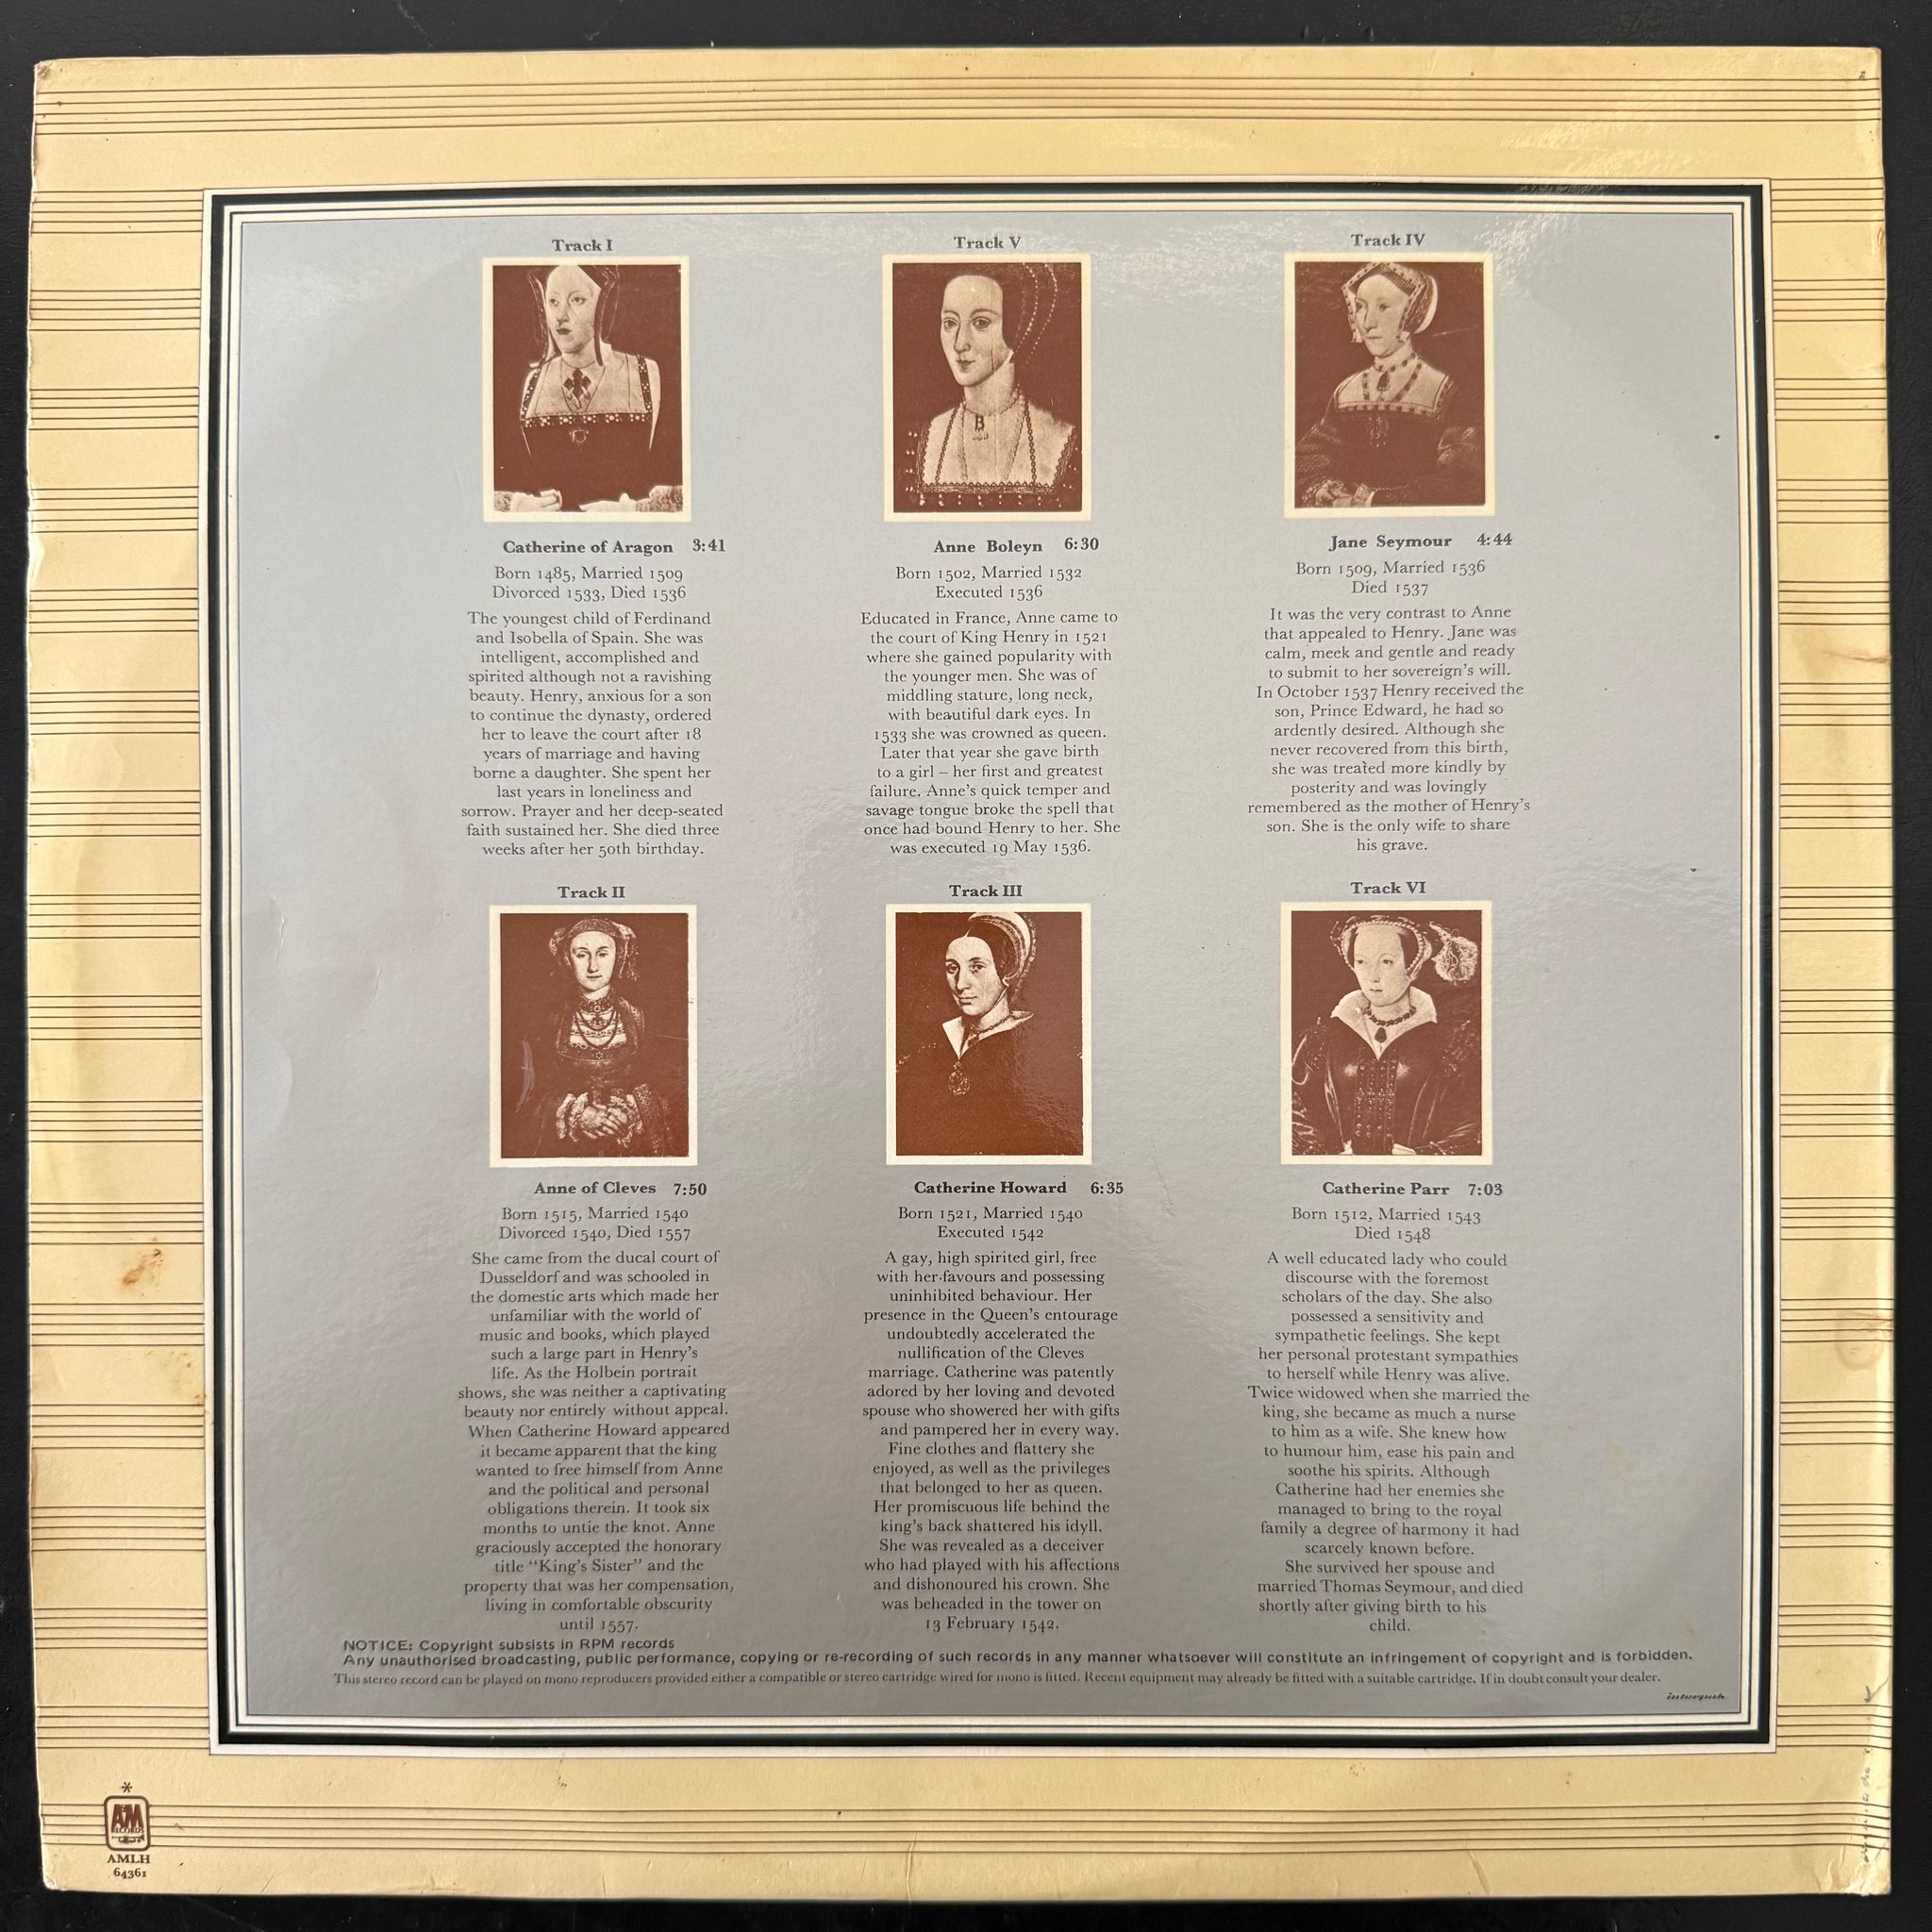 Track I
Catherine of Aragon 3:41
Born 1485, Married 1509
Divorced 1533, Died 1536
The youngest child of Ferdinand
and Isobella of Spain. She was
intelligent, accomplished and
spirited although not a ravishing
beauty. Henry, anxious for a son
to continue the dynasty, ordered
her to leave the court after 18
years of marriage and having
borne a daughter. She spent her
last years in loneliness and
sorrow. Prayer and her deep-seated
faith sustained her. She died three
weeks after her 50th birthday.
Track V
B
Anne Boleyn 6:30
Born 1502, Married 1532
Executed 1536
Educated in France, Anne came to
the court of King Henry in 1521
where she gained popularity with
the younger men. She was of
middling stature, long neck,
with beautiful dark eyes. In
1533 she was crowned as queen.
Later that year she gave birth
to a girl – her first and greatest
failure. Anne's quick temper and
savage tongue broke the spell that
once had bound Henry to her. She
was executed 19 May 1536.
Track IV
Jane Seymour 4:44
Born 1509, Married 1536
Died 1537
It was the very contrast to Anne
that appealed to Henry. Jane was
calm, meek and gentle and ready
to submit to her sovereign's will.
In October 1537 Henry received the
son, Prince Edward, he had so
ardently desired. Although she
never recovered from this birth,
she was treated more kindly by
posterity and was lovingly
remembered as the mother of Henry's
son. She is the only wife to share
his grave.
Track II
Anne of Cleves 7:50
Born 1515, Married 1540
Divorced 1540, Died 1557
She came from the ducal court of
Dusseldorf and was schooled in
the domestic arts which made her
unfamiliar with the world of
music and books, which played
such a large part in Henry's
life. As the Holbein portrait
shows, she was neither a captivating
beauty nor entirely without appeal.
When Catherine Howard appeared
it became apparent that the king
wanted to free himself from Anne
and the political and personal
obligations therein. It took six
months to untie the knot. Anne
graciously accepted the honorary
title "King's Sister" and the
property that was her compensation,
living in comfortable obscurity
until 1557.
Track III
Catherine Howard 6:35
Born 1521, Married 1540
Executed 1542
A gay, high spirited girl, free
with her favours and possessing
uninhibited behaviour. Her
presence in the Queen's entourage
undoubtedly accelerated the
nullification of the Cleves
marriage. Catherine was patently
adored by her loving and devoted
spouse who showered her with gifts
and pampered her in every way.
Fine clothes and flattery she
enjoyed, as well as the privileges
that belonged to her as queen.
Her promiscuous life behind the
king's back shattered his idyll.
She was revealed as a deceiver
who had played with his affections
and dishonoured his crown. She
was beheaded in the tower on
13 February 1542.
Track VI
Catherine Parr 7:03
Born 1512, Married 1543
Died 1548
A well educated lady who could
discourse with the foremost
scholars of the day. She also
possessed a sensitivity and
sympathetic feelings. She kept
her personal protestant sympathies
to herself while Henry was alive.
Twice widowed when she married the
king, she became as much a nurse
to him as a wife. She knew how
to humour him, ease his pain and
soothe his spirits. Although
Catherine had her enemies she
managed to bring to the royal
family a degree of harmony it had
scarcely known before.
She survived her spouse and
married Thomas Seymour, and died
shortly after giving birth to his
child.
NOTICE: Copyright subsists in RPM records
Any unauthorised broadcasting, public performance, copying or re-recording of such records in any manner whatsoever will constitute an infringement of copyright and is forbidden.
This stereo record can be played on mono reproducers provided either a compatible or stereo cartridge wired for mono is fitted. Recent equipment may already be fitted with a suitable cartridge. If in doubt consult your dealer.
*
A&M
RECORDS
AMLH
64361